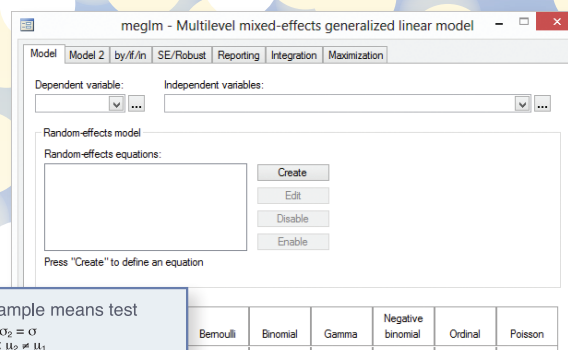 meglm - Multilevel mixed-effects generalized linear model
Model Model 2 by/if/in SE/Robust Reporting Integration Maximization
Dependent variable: Independent variables:
...
...
Random-effects model
Random-effects equations:
Create
Edit
Disable
Enable
Press "Create" to define an equation
ample means test
σ₂ = σ
μ₂ ≠ μ₁
Bernoulli Binomial Gamma Negative binomial Ordinal Poisson